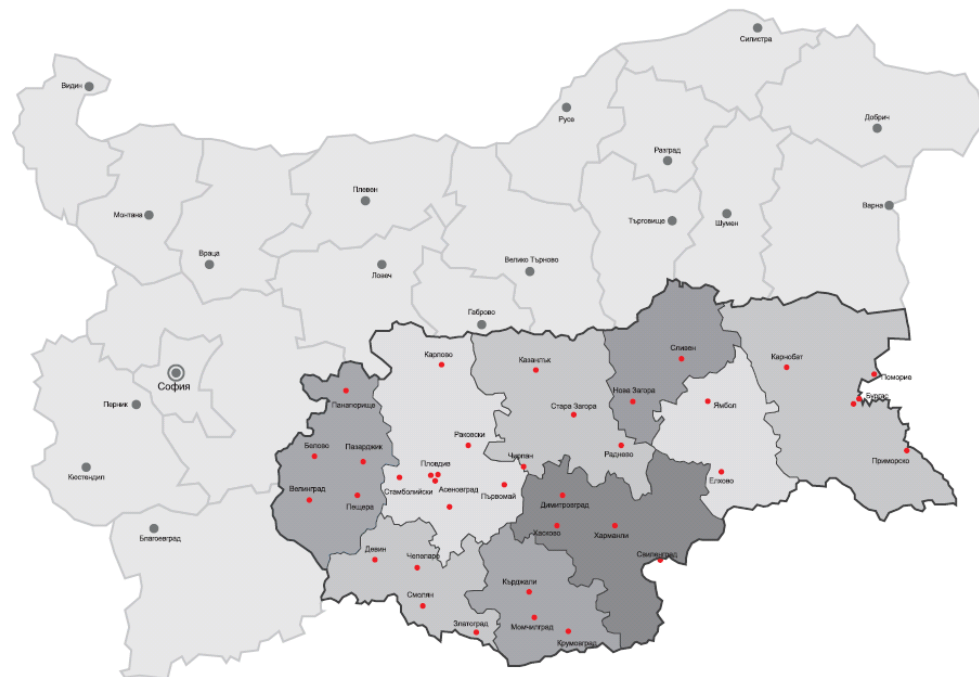 Силистра
Видин
Русе
Добрич
Разград
Плевен
Варна
Монтана
Търговище
Шумен
Враца
Велико Търново
Ловеч
Габрово
Сливен
Карлово
Казанлък
Карнобат
Поморие
София
Перник
Панагюрище
Нова Загора
Ямбол
Бургас
Стара Загора
Раковски
Белово
Пазарджик
Раднево
Чирпан
Приморско
Кюстендил
Пловдив
Елхово
Велинград
Стамболийски
Асеновград
Първомай
Пещера
Димитровград
Благоевград
Хасково
Харманли
Девин
Чепеларе
Свиленград
Кърджали
Смолян
Златоград
Момчилград
Крумовград